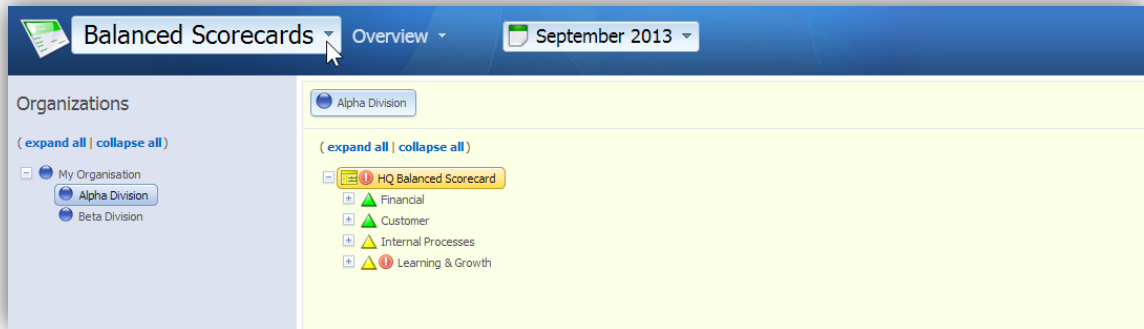 Balanced Scorecards Overview September 2013
Organizations
(expand all | collapse all)
My Organisation
Alpha Division
Beta Division
Alpha Division
(expand all | collapse all)
HQ Balanced Scorecard
Financial
Customer
Internal Processes
Learning & Growth